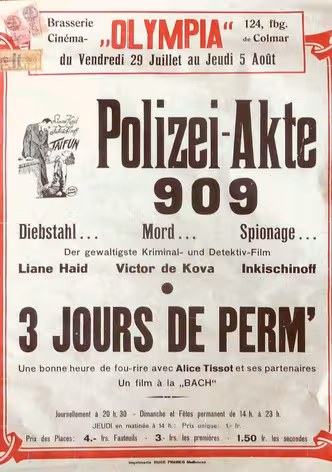 Brasserie „OLYMPIA" 124, fbg.
Cinéma- de Colmar
du Vendredi 29 Juillet au Jeudi 5 Août
Liane Haid
TAIFUN
Polizei-Akte
909
Diebstahl... Mord... Spionage...
Der gewaltigste Kriminal- und Detektiv-Film
Liane Haid Victor de Kova Inkischinoff
3 JOURS DE PERM'
Une bonne heure de fou-rire avec Alice Tissot et ses partenaires
Un film à la „BACH"
Journellement à 20 h. 30 - Dimanche et Fêtes permanent de 14 h. à 23 h.
JEUDI en matinée à 14 h: Prix unique: 1.- fr.
Prix des Places: 4.- frs. Fauteuils - 3.- frs. les premières - 1.50 fr. les secondes